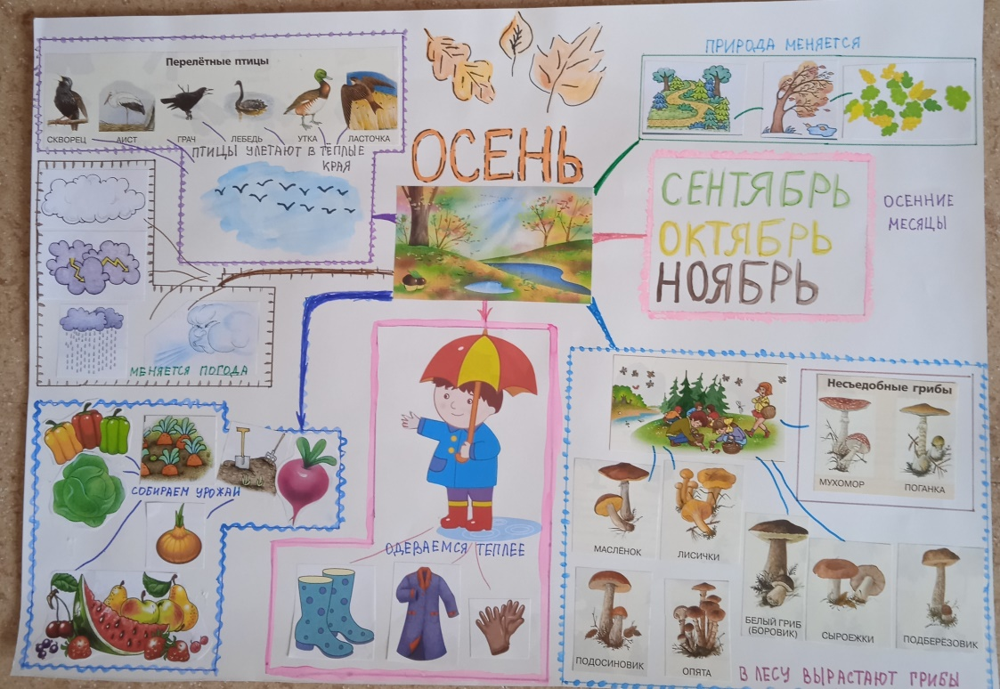 Перелётные птицы
СКВОРЕЦ АИСТ ГРАЧ ЛЕБЕДЬ УТКА ЛАСТОЧКА
ПТИЦЫ УЛЕТАЮТ В ТЕПЛЫЕ
КРАЯ
ОСЕНЬ
ПРИРОДА МЕНЯЕТСЯ
СЕНТЯБРЬ
ОКТЯБРЬ
НОЯБРЬ
ОСЕННИЕ
МЕСЯЦЫ
МЕНЯЕТСЯ ПОГОДА
СОБИРАЕМ УРОЖАЙ
ОДЕВАЕМСЯ ТЕПЛЕЕ
Несъедобные грибы
МУХОМОР ПОГАНКА
МАСЛЁНОК ЛИСИЧКИ
БЕЛЫЙ ГРИБ
(БОРОВИК)
СЫРОЕЖКИ ПОДБЕРЁЗОВИК
ПОДОСИНОВИК ОПЯТА
В ЛЕСУ ВЫРАСТАЮТ ГРИБЫ